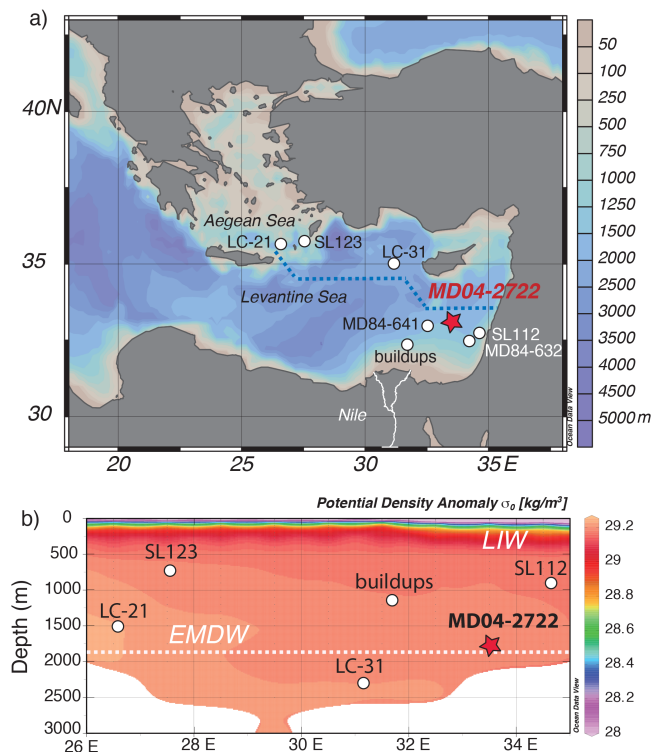 a)
40N
35
30
20
25
30
35 E
Aegean Sea
LC-21
SL123
LC-31
Levantine Sea
MD04-2722
MD84-641
SL112
MD84-632
buildups
Nile
Ocean Data View
50
100
250
500
750
1000
1250
1500
2000
2500
3000
3500
4000
4500
5000 m
Potential Density Anomaly σ0 [kg/m³]
b)
0
500
1000
1500
2000
2500
3000
Depth (m)
LIW
SL123
SL112
buildups
LC-21
MD04-2722
EMDW
LC-31
26 E
28 E
30 E
32 E
34 E
Ocean Data View
29.2
29
28.8
28.6
28.4
28.2
28